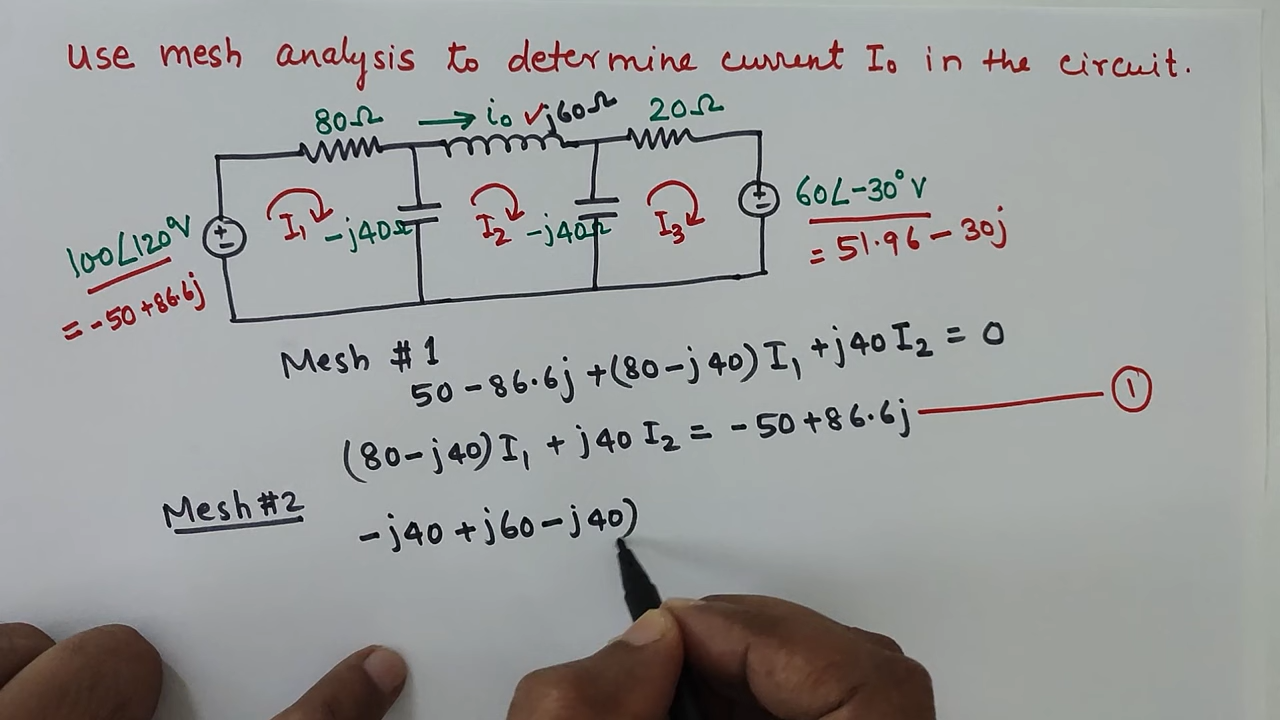 Use mesh analysis to determine current I₀ in the circuit.
80Ω → i₀ ✓ j60Ω 20Ω
100∠120° V
= -50+86.6j
I₁ -j40Ω I₂ -j40Ω I₃
60∠-30° V
= 51.96 - 30j
Mesh #1
50 - 86.6j + (80 - j40) I₁ + j40 I₂ = 0
(80 - j40) I₁ + j40 I₂ = -50 + 86.6j ①
Mesh #2
-j40 + j60 - j40)